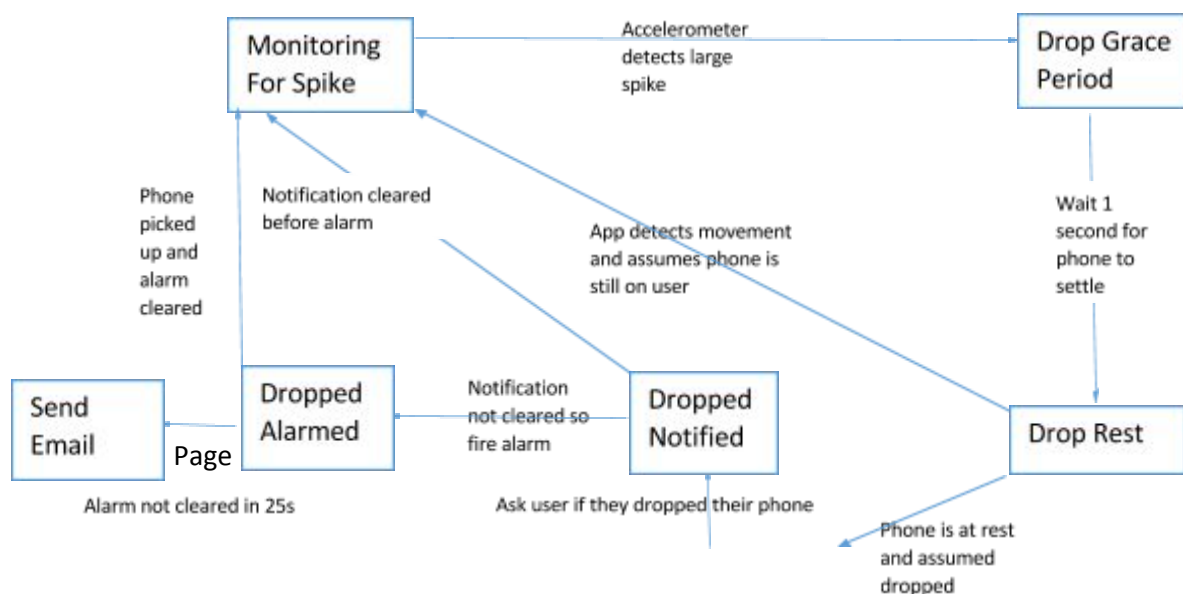 Monitoring
For Spike
Accelerometer
detects large
spike
Drop Grace
Period
Phone
picked
up and
alarm
cleared
Notification cleared
before alarm
App detects movement
and assumes phone is
still on user
Wait 1
second for
phone to
settle
Send
Email
Page
Dropped
Alarmed
Notification
not cleared so
fire alarm
Dropped
Notified
Drop Rest
Alarm not cleared in 25s
Ask user if they dropped their phone
Phone is at rest
and assumed
dropped